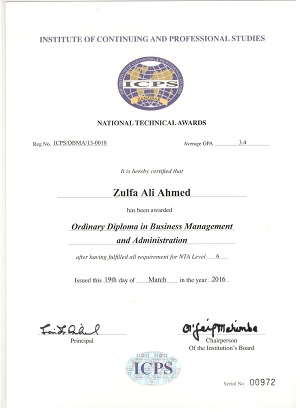 INSTITUTE OF CONTINUING AND PROFESSIONAL STUDIES
ICPS
NATIONAL TECHNICAL AWARDS
Reg No. ICPS/DBMA/13-0018 Average GPA 3.4
It is hereby certified that
Zulfa Ali Ahmed
has been awarded
Ordinary Diploma in Business Management
and Administration
after having fulfilled all requirement for NTA Level 6
Issued this 19th day of March in the year 2016
Principal
Chairperson
Of the Institution's Board
ICPS
Serial No. 00972